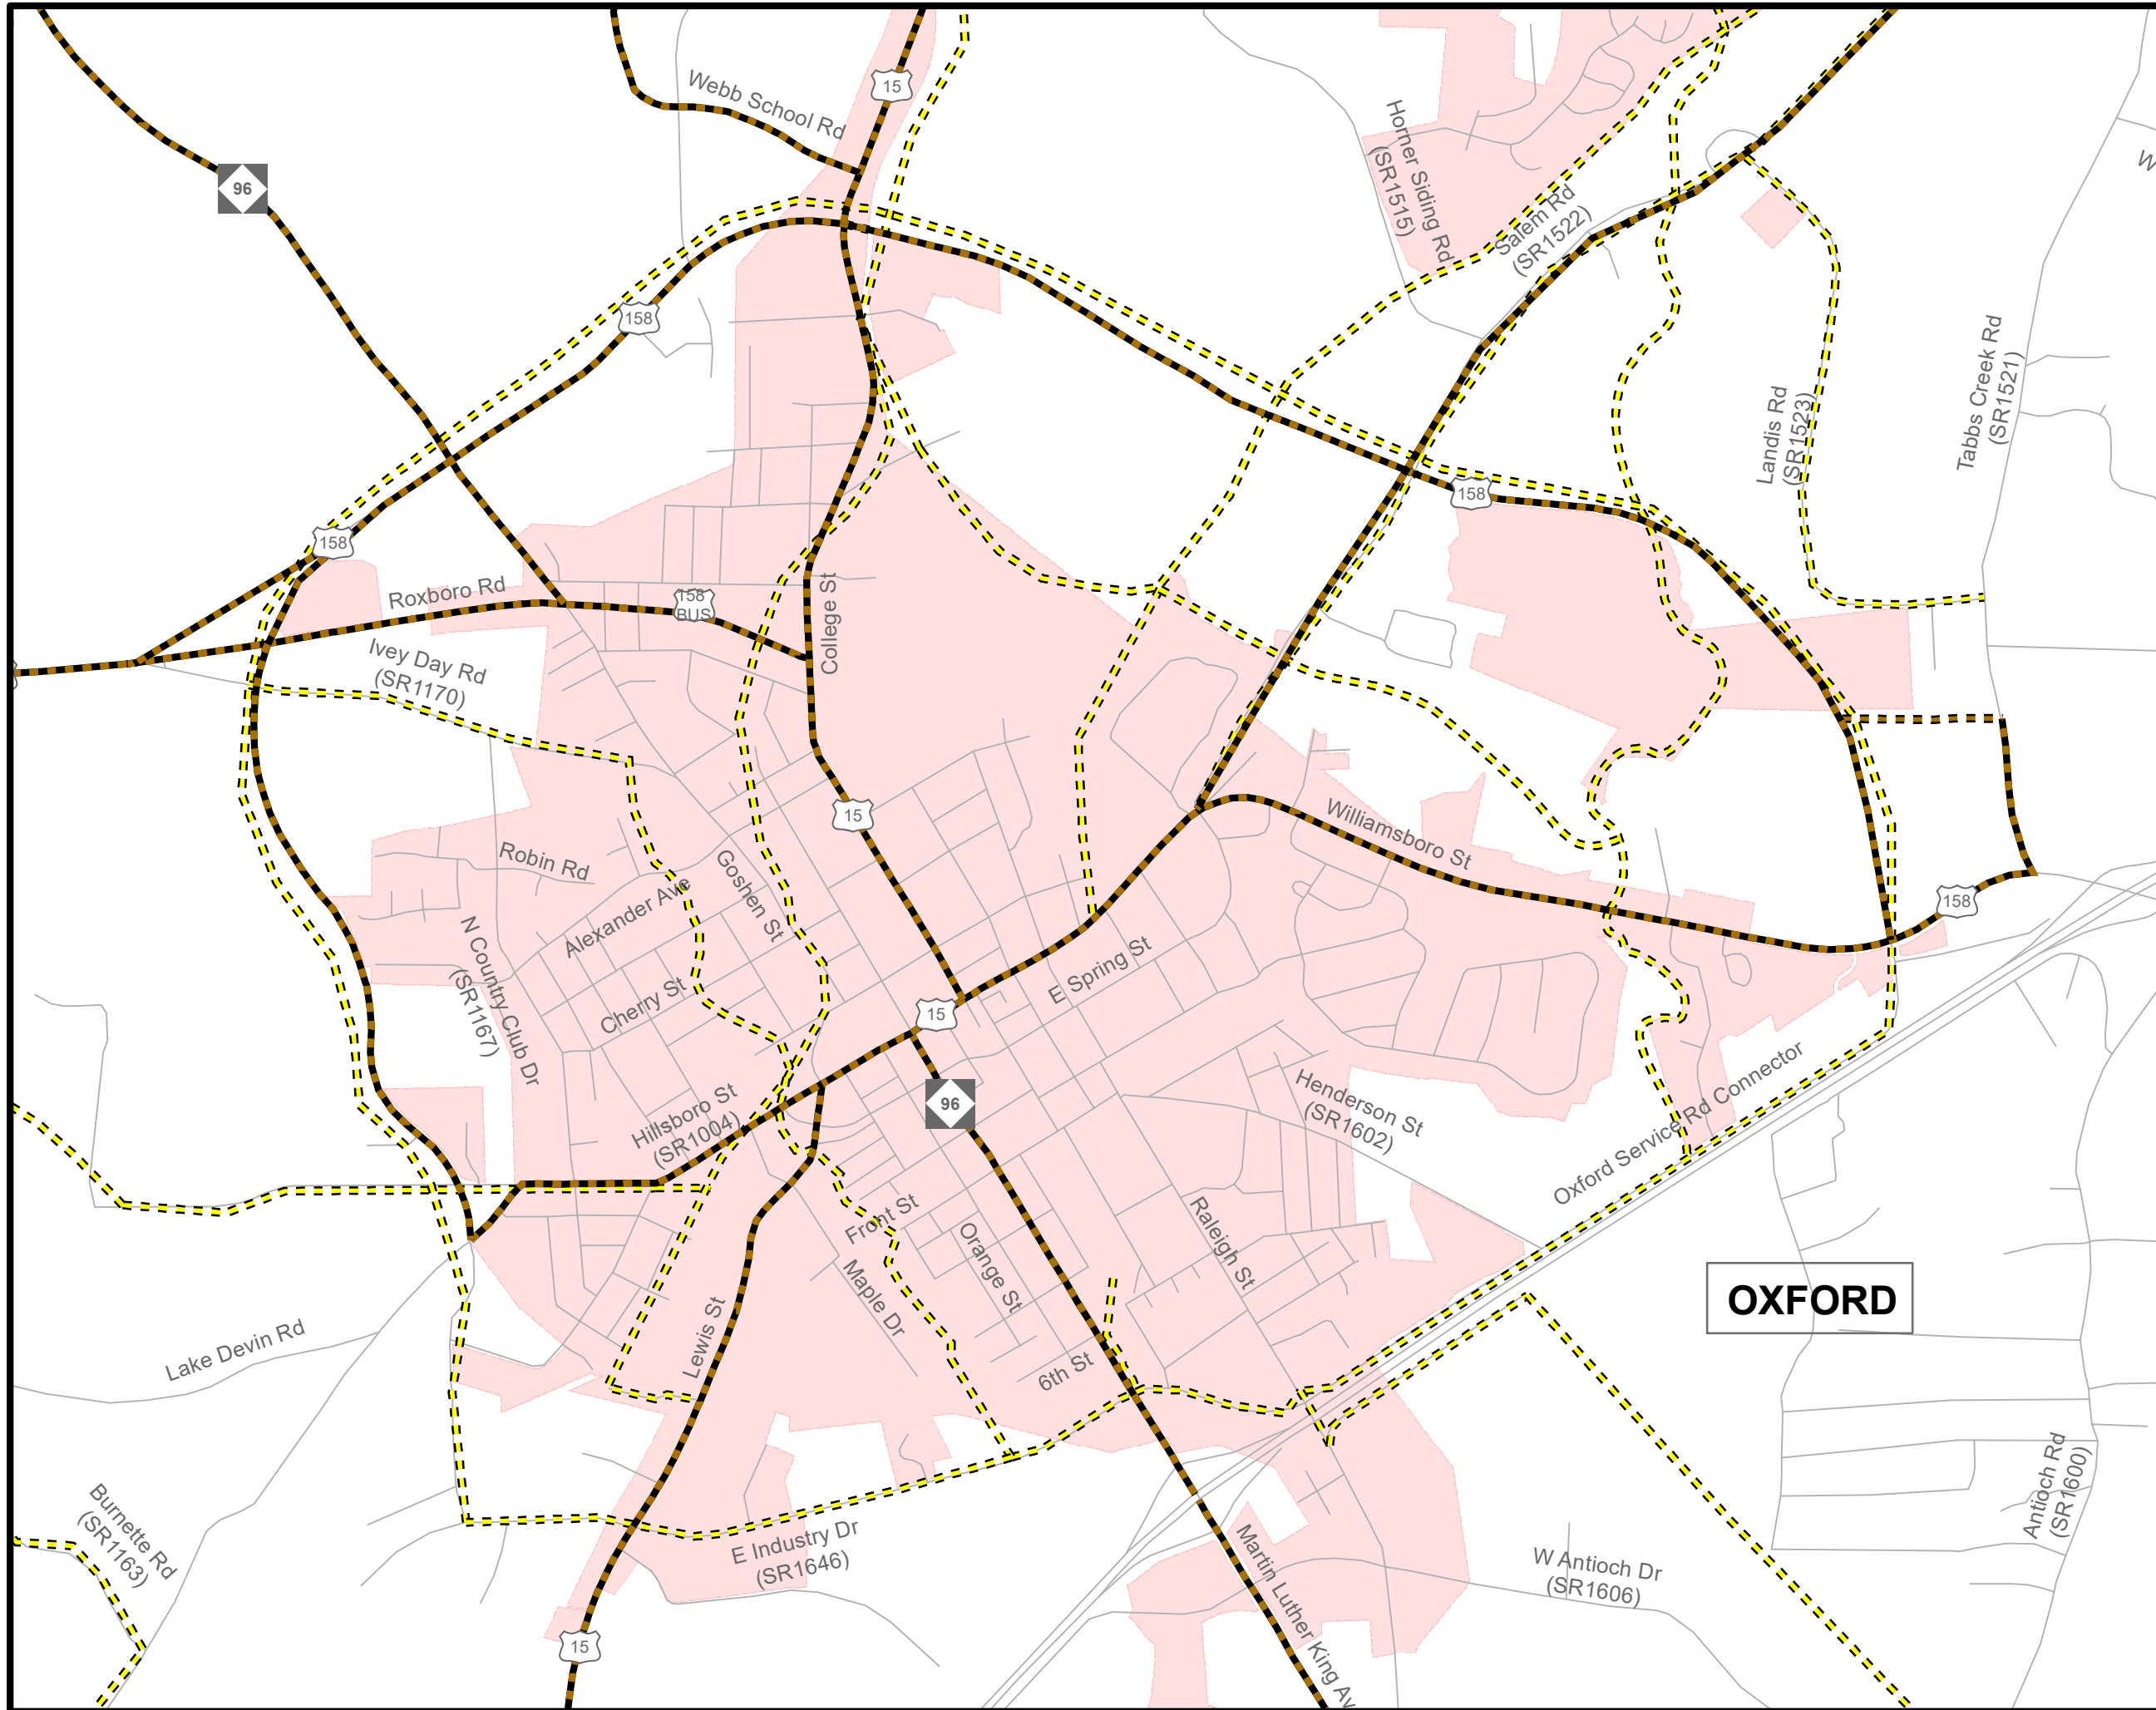 15
Webb School Rd
96
Horner Siding Rd
(SR1515)
W
Salem Rd
(SR1522)
158
Tabbs Creek Rd
(SR1521)
Landis Rd
(SR1523)
158
158
Roxboro Rd
158
BUS
College St
Ivey Day Rd
(SR1170)
15
Williamsboro St
Robin Rd
Goshen St
Alexander Ave
158
N Country Club Dr
(SR1167)
Cherry St
E Spring St
15
96
Hillsboro St
(SR1004)
Henderson St
(SR1602)
Oxford Service Rd Connector
Front St
Orange St
Raleigh St
Maple Dr
OXFORD
Lake Devin Rd
Lewis St
6th St
Burnette Rd
(SR1163)
E Industry Dr
(SR1646)
Martin Luther King Av
W Antioch Dr
(SR1606)
Antioch Rd
(SR1600)
15